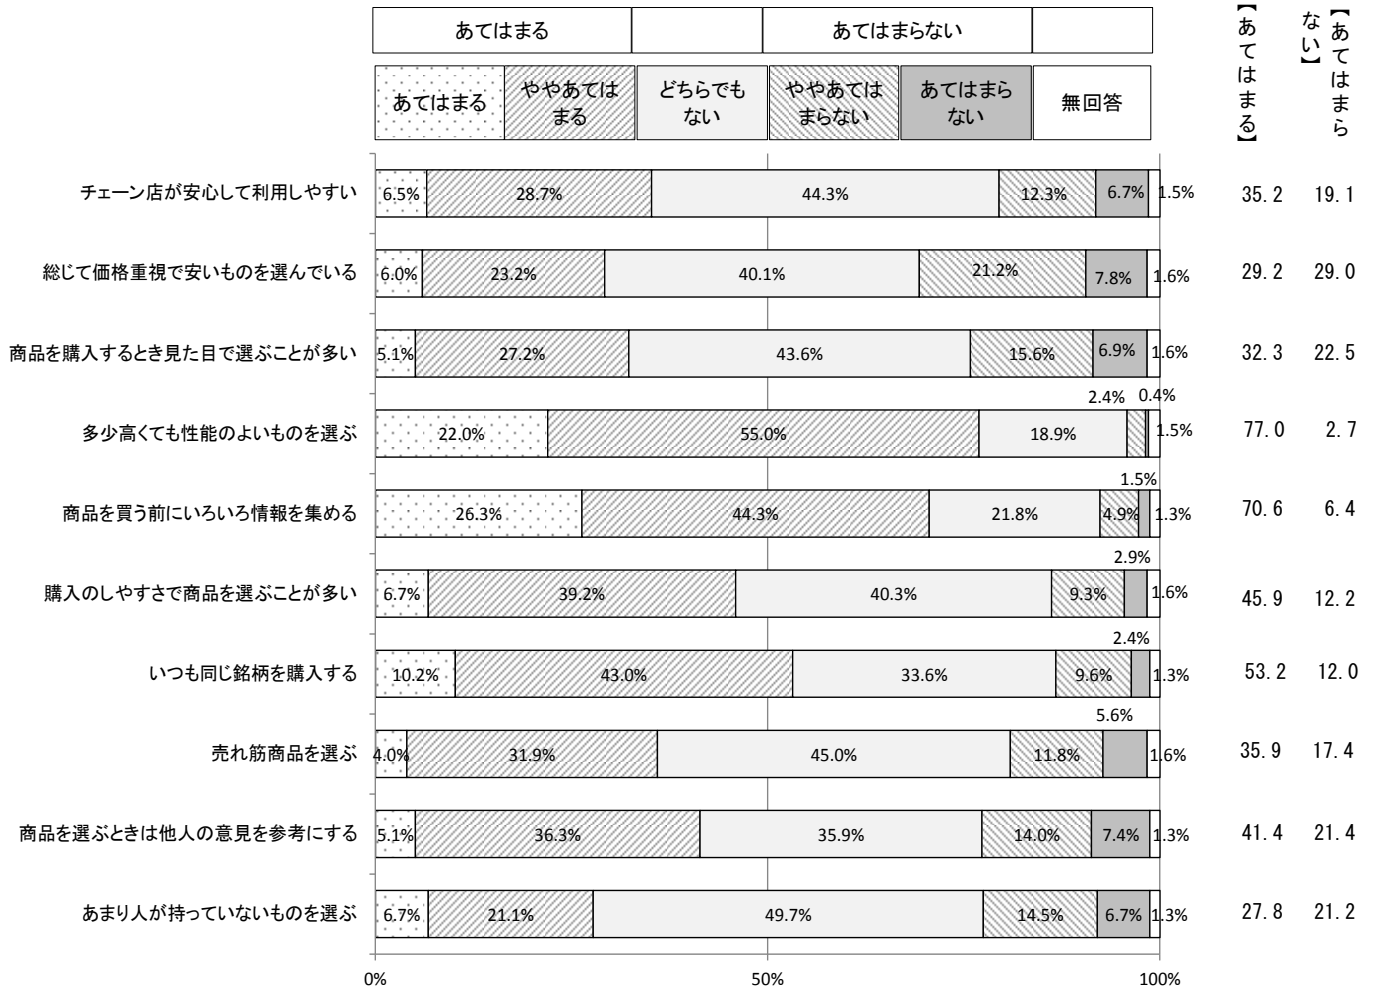 あてはまる
あてはまらない
【あてはまる】
【あてはまら
ない】
あてはまる
ややあては
まる
どちらでも
ない
ややあては
まらない
あてはまら
ない
無回答
チェーン店が安心して利用しやすい 6.5% 28.7% 44.3% 12.3% 6.7% 1.5% 35.2 19.1
総じて価格重視で安いものを選んでいる 6.0% 23.2% 40.1% 21.2% 7.8% 1.6% 29.2 29.0
商品を購入するとき見た目で選ぶことが多い 5.1% 27.2% 43.6% 15.6% 6.9% 1.6% 32.3 22.5
2.4% 0.4%
多少高くても性能のよいものを選ぶ 22.0% 55.0% 18.9% 1.5% 77.0 2.7
1.5%
商品を買う前にいろいろ情報を集める 26.3% 44.3% 21.8% 4.9% 1.3% 70.6 6.4
2.9%
購入のしやすさで商品を選ぶことが多い 6.7% 39.2% 40.3% 9.3% 1.6% 45.9 12.2
2.4%
いつも同じ銘柄を購入する 10.2% 43.0% 33.6% 9.6% 1.3% 53.2 12.0
5.6%
売れ筋商品を選ぶ 4.0% 31.9% 45.0% 11.8% 1.6% 35.9 17.4
商品を選ぶときは他人の意見を参考にする 5.1% 36.3% 35.9% 14.0% 7.4% 1.3% 41.4 21.4
あまり人が持っていないものを選ぶ 6.7% 21.1% 49.7% 14.5% 6.7% 1.3% 27.8 21.2
0% 50% 100%